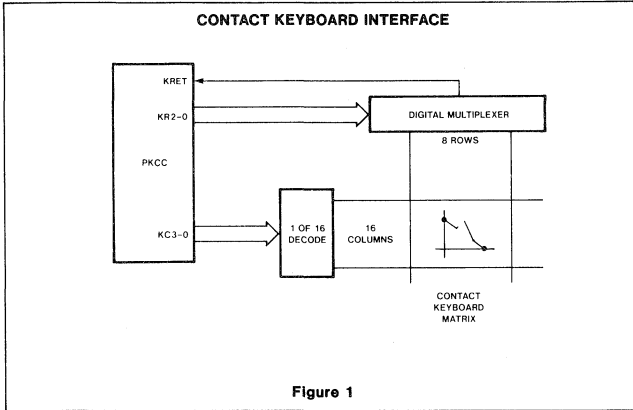 CONTACT KEYBOARD INTERFACE
KRET
KR2-0
DIGITAL MULTIPLEXER
8 ROWS
PKCC
KC3-0
1 OF 16
DECODE
16
COLUMNS
CONTACT
KEYBOARD
MATRIX
Figure 1